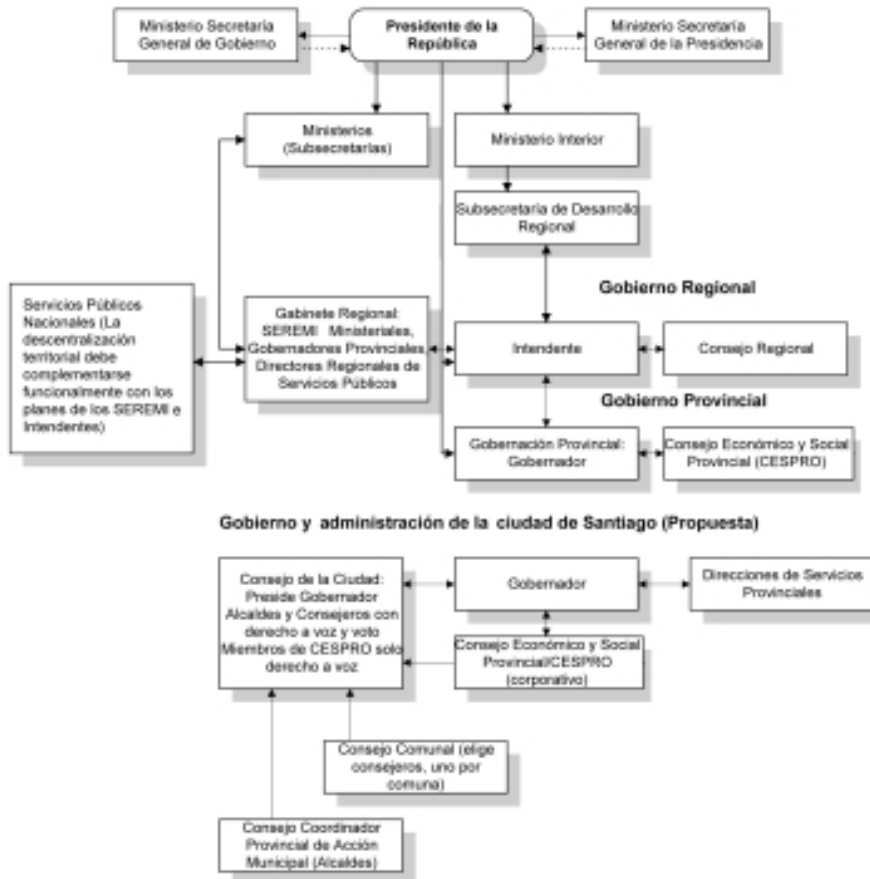 Ministerio Secretaría
General de Gobierno
Presidente de la
República
Ministerio Secretaría
General de la Presidencia
Ministerios
(Subsecretarías)
Ministerio Interior
Subsecretaría de Desarrollo
Regional
Gobierno Regional
Servicios Públicos
Nacionales (La
descentralización
territorial debe
complementarse
funcionalmente con los
planes de los SEREMI e
Intendentes)
Gabinete Regional:
SEREMI Ministeriales,
Gobernadores Provinciales,
Directores Regionales de
Servicios Públicos
Intendente
Consejo Regional
Gobierno Provincial
Gobernación Provincial:
Gobernador
Consejo Económico y Social
Provincial (CESPRO)
Gobierno y administración de la ciudad de Santiago (Propuesta)
Consejo de la Ciudad:
Preside Gobernador
Alcaldes y Consejeros con
derecho a voz y voto
Miembros de CESPRO solo
derecho a voz
Gobernador
Direcciones de Servicios
Provinciales
Consejo Económico y Social
Provincial/CESPRO
(corporativo)
Consejo Comunal (elige
consejeros, uno por
comuna)
Consejo Coordinador
Provincial de Acción
Municipal (Alcaldes)